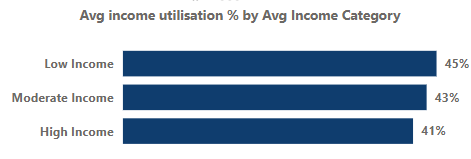 Avg income utilisation % by Avg Income Category
Low Income 45%
Moderate Income 43%
High Income 41%